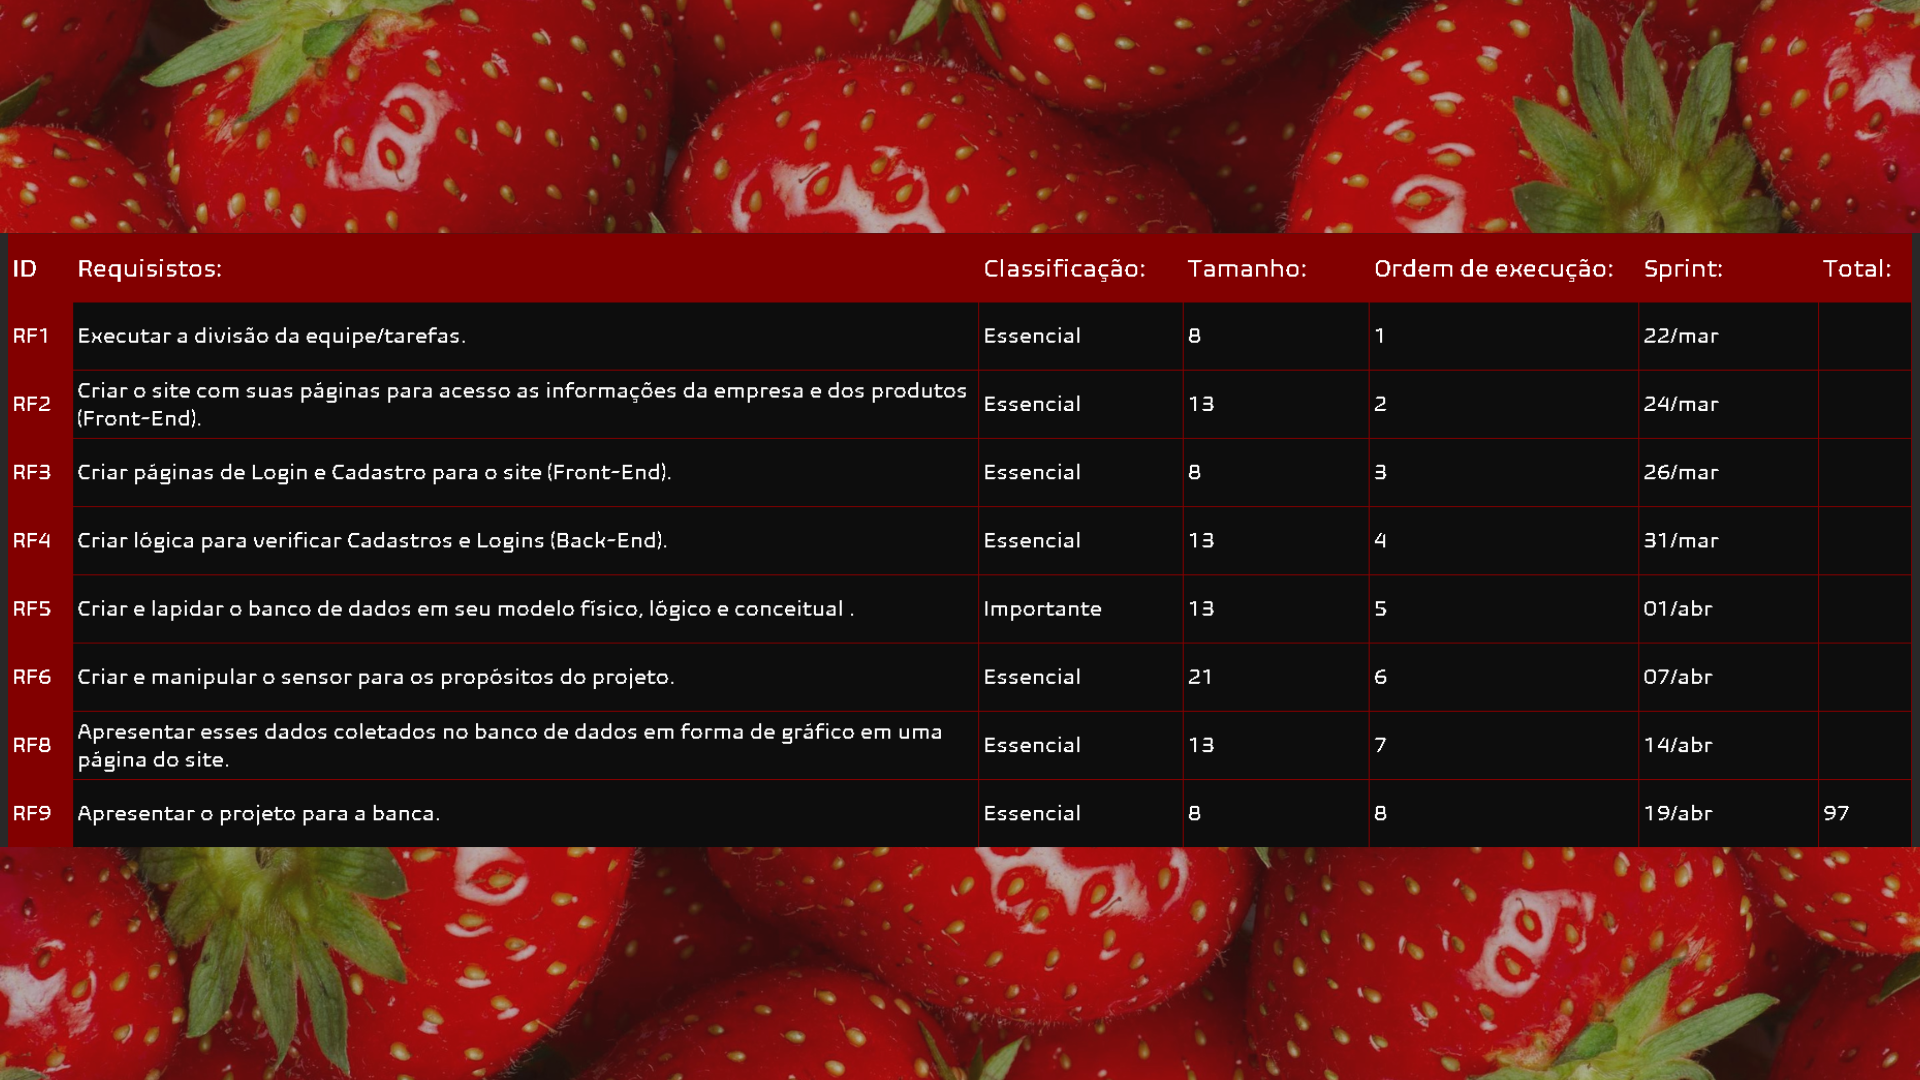 ID Requisistos: Classificação: Tamanho: Ordem de execução: Sprint: Total:
RF1 Executar a divisão da equipe/tarefas. Essencial 8 1 22/mar
RF2 Criar o site com suas páginas para acesso as informações da empresa e dos produtos
(Front-End). Essencial 13 2 24/mar
RF3 Criar páginas de Login e Cadastro para o site (Front-End). Essencial 8 3 26/mar
RF4 Criar lógica para verificar Cadastros e Logins (Back-End). Essencial 13 4 31/mar
RF5 Criar e lapidar o banco de dados em seu modelo físico, lógico e conceitual . Importante 13 5 01/abr
RF6 Criar e manipular o sensor para os propósitos do projeto. Essencial 21 6 07/abr
RF8 Apresentar esses dados coletados no banco de dados em forma de gráfico em uma
página do site. Essencial 13 7 14/abr
RF9 Apresentar o projeto para a banca. Essencial 8 8 19/abr 97